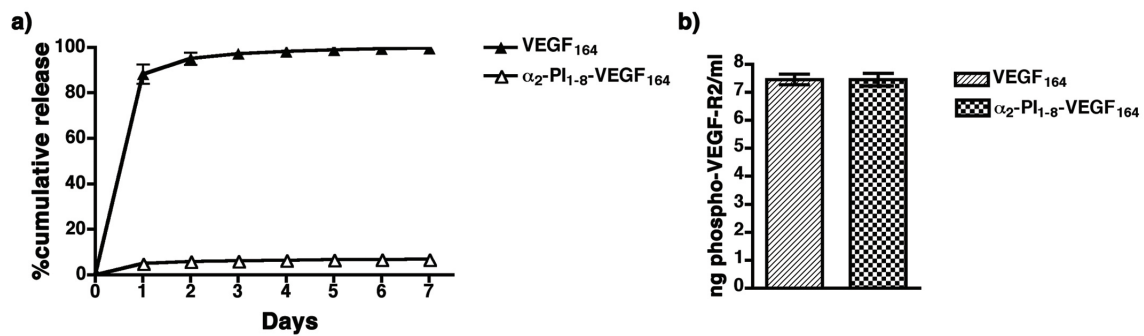 a)
100
80
60
40
20
0
%cumulative release
0 1 2 3 4 5 6 7
Days
VEGF164
α2-PI1-8-VEGF164
b)
8
7
6
5
4
3
2
1
0
ng phospho-VEGF-R2/ml
VEGF164
α2-PI1-8-VEGF164